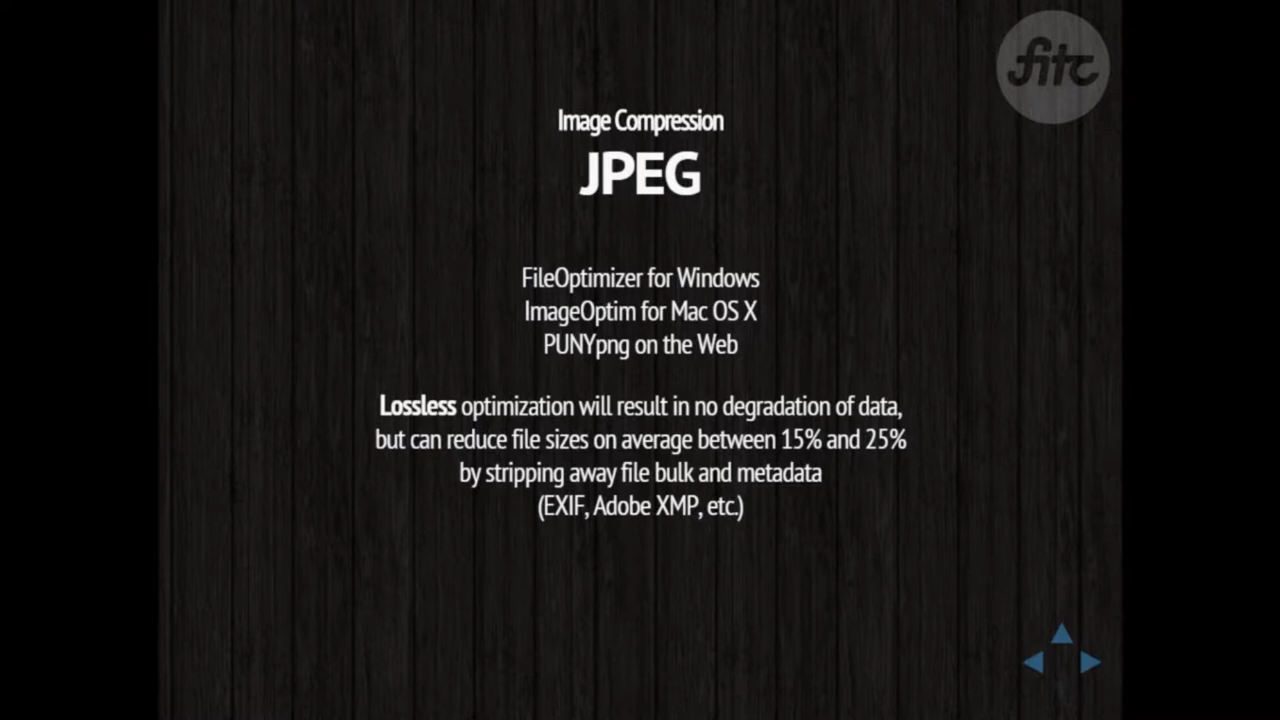 fitc
Image Compression
JPEG
FileOptimizer for Windows
ImageOptim for Mac OS X
PUNYpng on the Web
Lossless optimization will result in no degradation of data,
but can reduce file sizes on average between 15% and 25%
by stripping away file bulk and metadata
(EXIF, Adobe XMP, etc.)